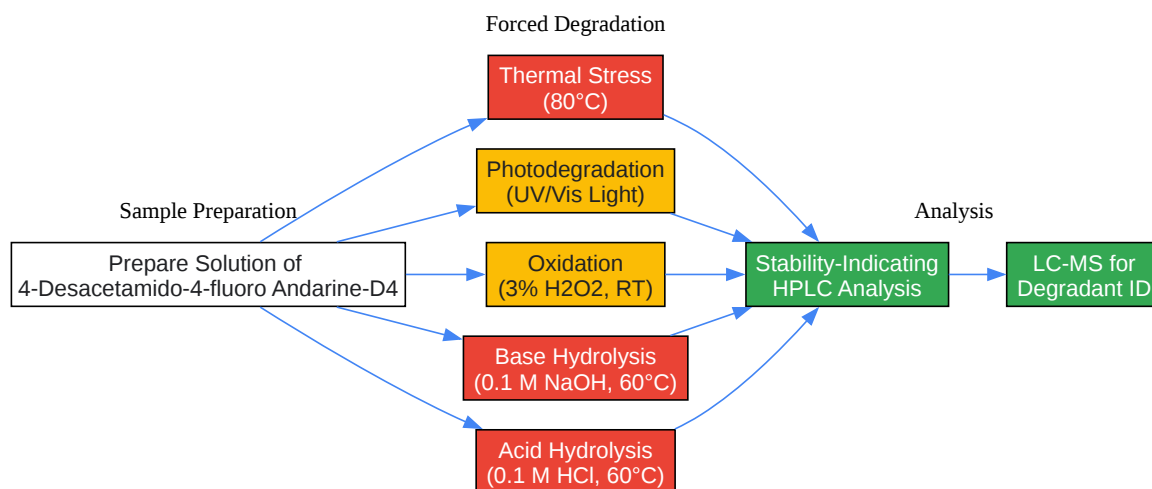 Forced Degradation
Thermal Stress
(80°C)
Photodegradation
(UV/Vis Light)
Sample Preparation
Analysis
Prepare Solution of
4-Desacetamido-4-fluoro Andarine-D4
Oxidation
(3% H2O2, RT)
Stability-Indicating
HPLC Analysis
LC-MS for
Degradant ID
Base Hydrolysis
(0.1 M NaOH, 60°C)
Acid Hydrolysis
(0.1 M HCl, 60°C)